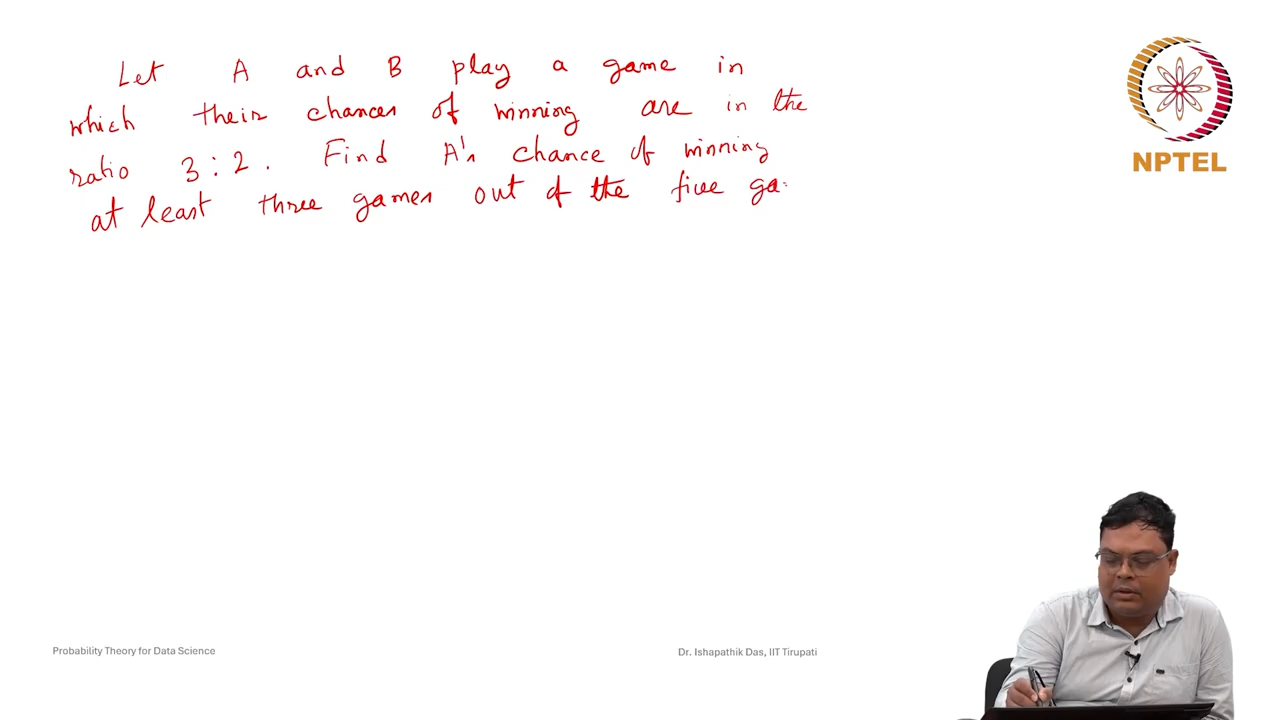 Let A and B play a game in
which their chances of winning are in the
ratio 3:2. Find A's chance of winning
at least three games out of the five ga
NPTEL
Probability Theory for Data Science
Dr. Ishapathik Das, IIT Tirupati